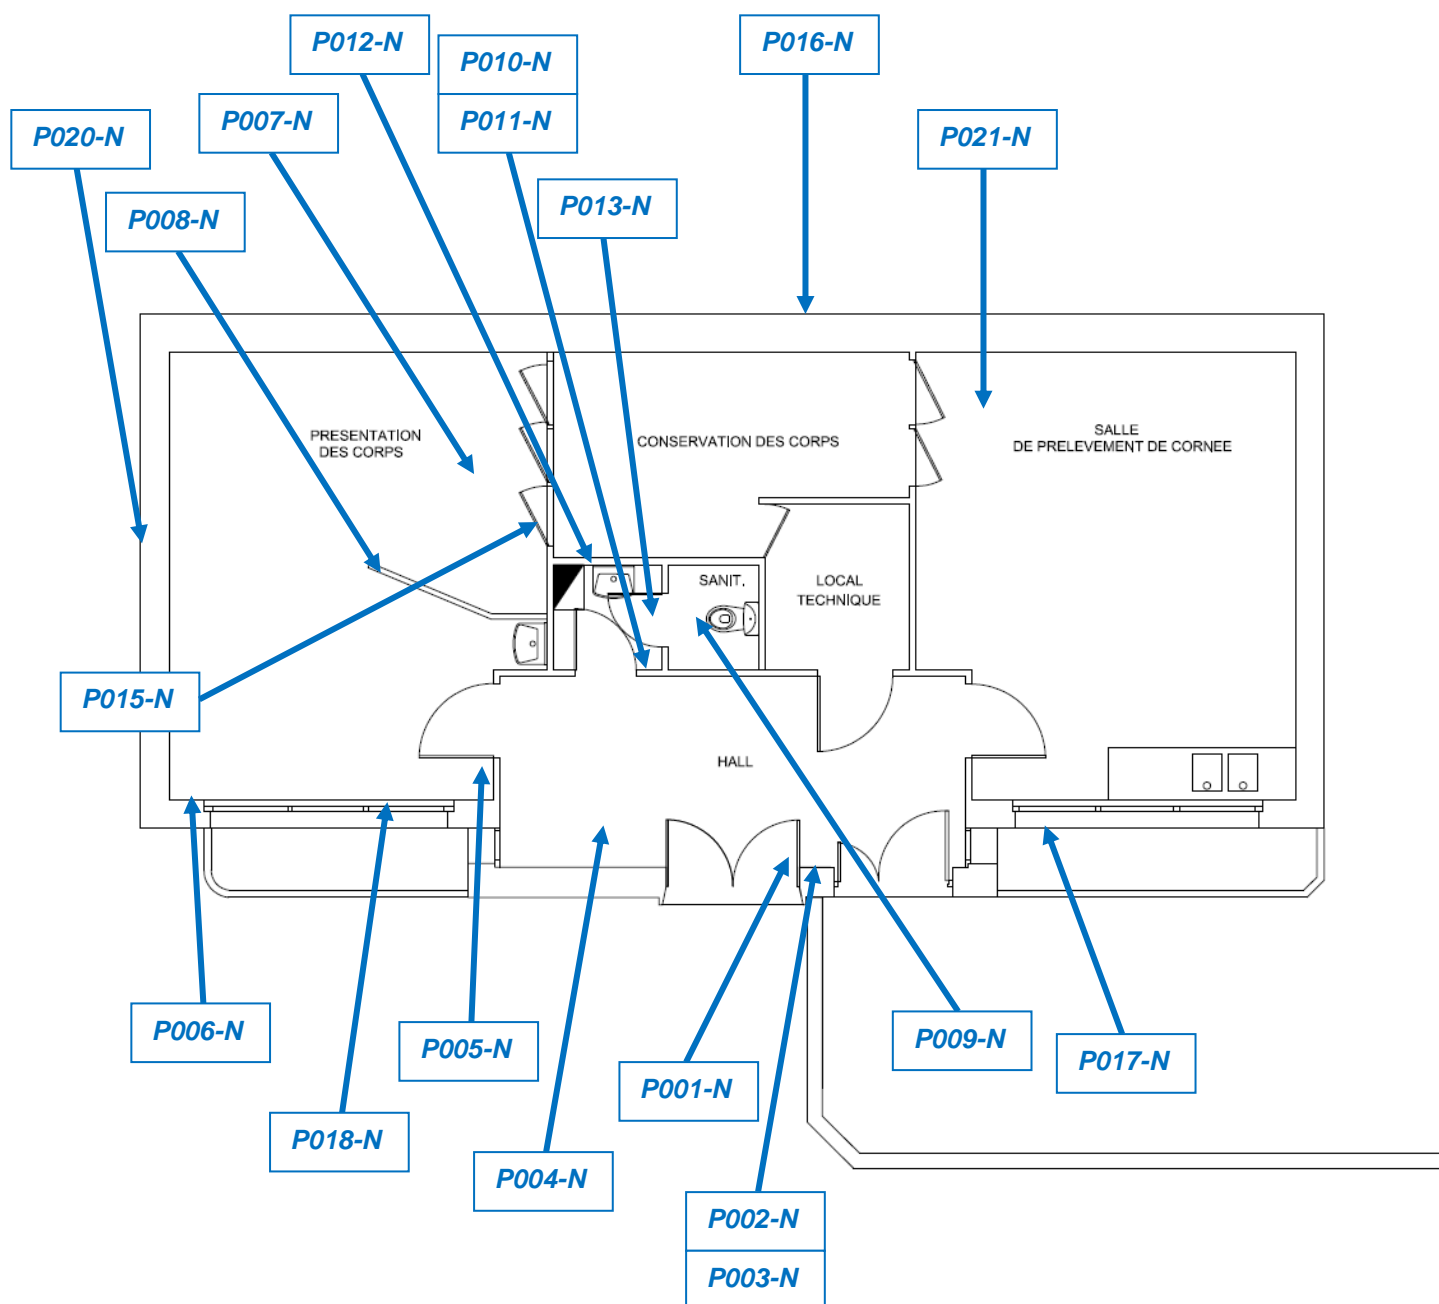 P012-N
P016-N
P010-N
P011-N
P007-N
P020-N
P021-N
P008-N
P013-N
PRESENTATION
DES CORPS
CONSERVATION DES CORPS
SALLE
DE PRELEVEMENT DE CORNEE
SANIT.
LOCAL
TECHNIQUE
P015-N
HALL
P006-N
P005-N
P009-N
P017-N
P001-N
P018-N
P004-N
P002-N
P003-N